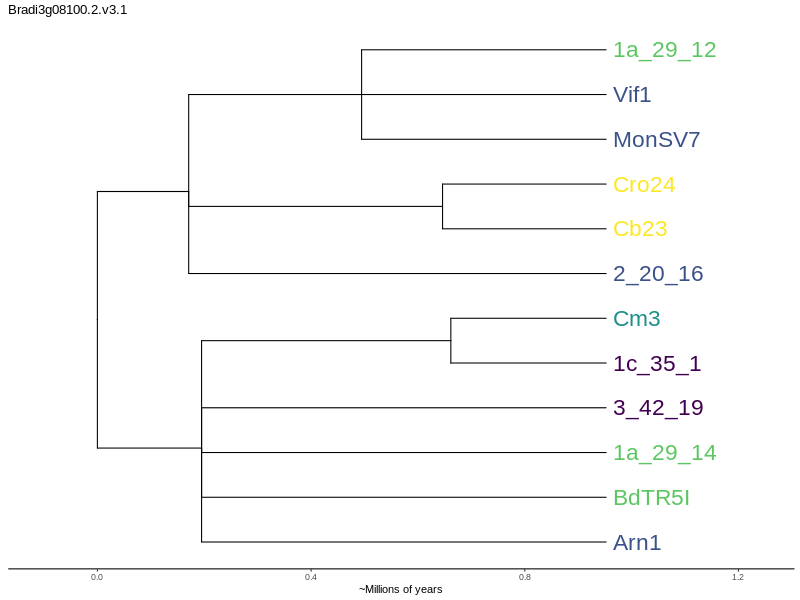 Bradi3g08100.2.v3.1
1a_29_12
Vif1
MonSV7
Cro24
Cb23
2_20_16
Cm3
1c_35_1
3_42_19
1a_29_14
BdTR5I
Arn1
0.0 0.4 0.8 1.2
~Millions of years